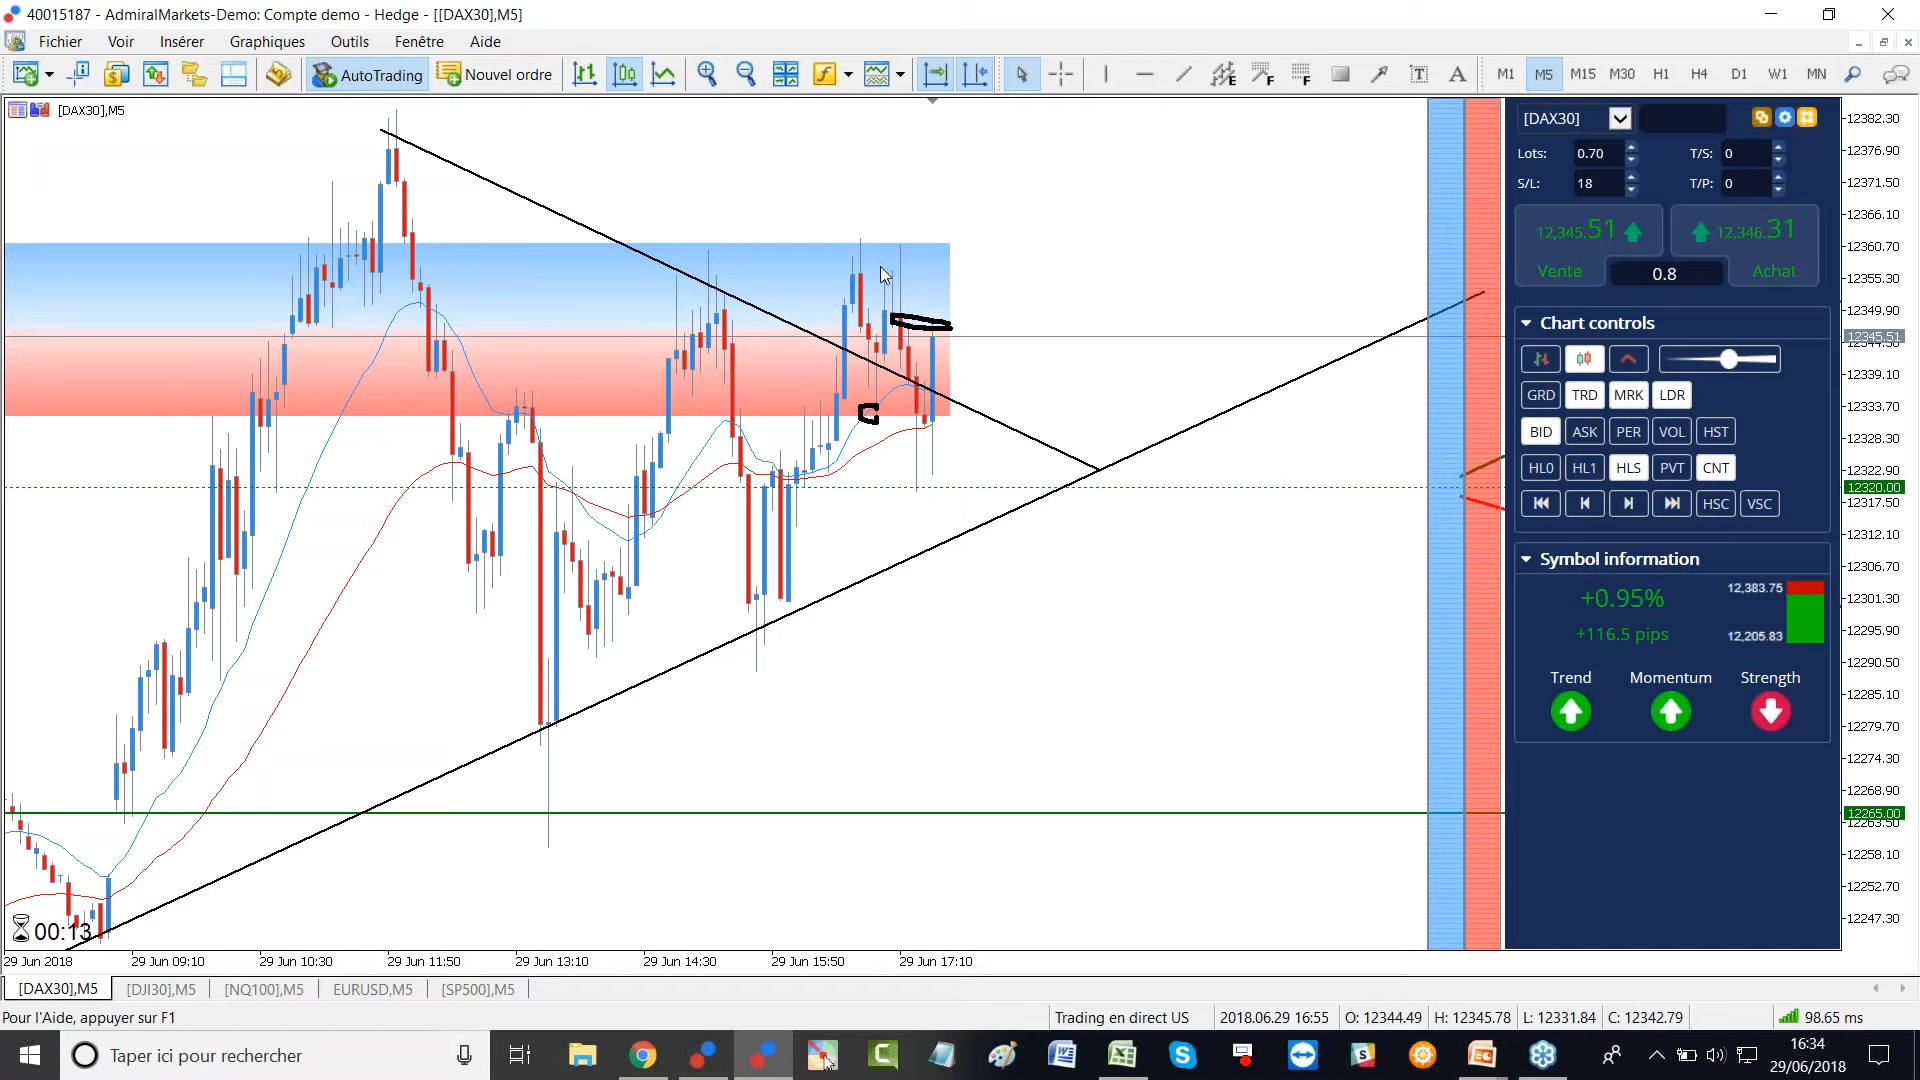 40015187 - AdmiralMarkets-Demo: Compte demo - Hedge - [[DAX30],M5]
Fichier Voir Insérer Graphiques Outils Fenêtre Aide
AutoTrading Nouvel ordre M1 M5 M15 M30 H1 H4 D1 W1 MN
[DAX30],M5
[DAX30]
Lots: 0.70 T/S: 0
S/L: 18 T/P: 0
12,345.51 12,346.31
Vente 0.8 Achat
Chart controls
GRD TRD MRK LDR
BID ASK PER VOL HST
HL0 HL1 HLS PVT CNT
HSC VSC
Symbol information
+0.95%
+116.5 pips
12,383.75
12,205.83
Trend Momentum Strength
12382.30
12376.90
12371.50
12366.10
12360.70
12355.30
12349.90
12345.51
12339.10
12333.70
12328.30
12322.90
12320.00
12317.50
12312.10
12306.70
12301.30
12295.90
12290.50
12285.10
12279.70
12274.30
12268.90
12265.00
12263.50
12258.10
12252.70
12247.30
00:13
29 Jun 2018 29 Jun 09:10 29 Jun 10:30 29 Jun 11:50 29 Jun 13:10 29 Jun 14:30 29 Jun 15:50 29 Jun 17:10
[DAX30],M5 [DJI30],M5 [NQ100],M5 EURUSD,M5 [SP500],M5
Pour l'Aide, appuyer sur F1 Trading en direct US 2018.06.29 16:55 O: 12344.49 H: 12345.78 L: 12331.84 C: 12342.79 98.65 ms
Taper ici pour rechercher
16:34
29/06/2018